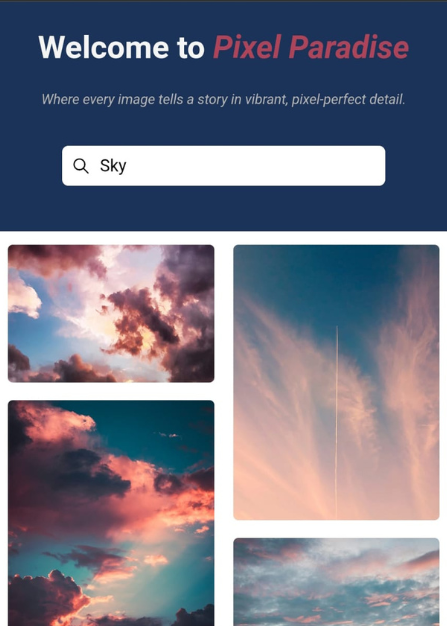 Welcome to Pixel Paradise
Where every image tells a story in vibrant, pixel-perfect detail.
Sky